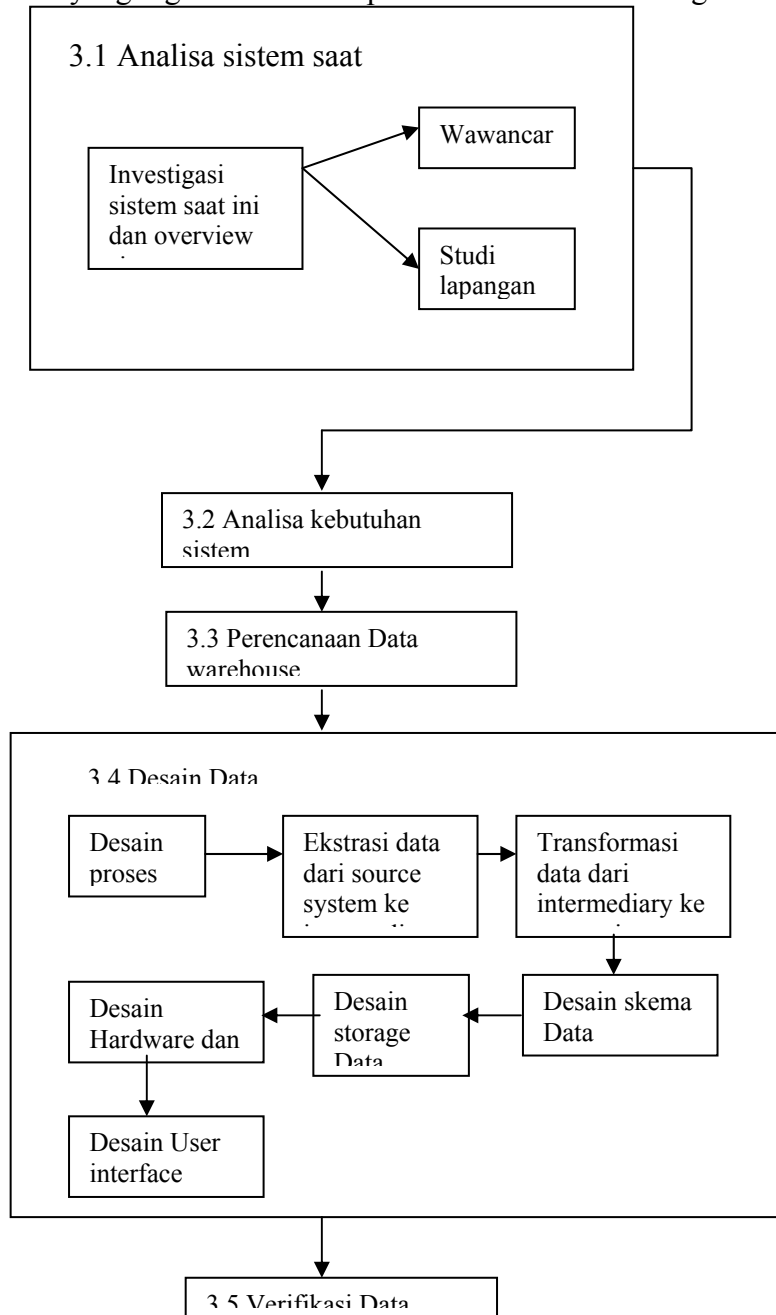 3.1 Analisa sistem saat
Wawancar
Investigasi
sistem saat ini
dan overview
Studi
lapangan
3.2 Analisa kebutuhan
sistem
3.3 Perencanaan Data
warehouse
3.4 Desain Data
Desain
proses
Ekstrasi data
dari source
system ke
Transformasi
data dari
intermediary ke
Desain
Hardware dan
Desain
storage
Data
Desain skema
Data
Desain User
interface
3.5 Verifikasi Data